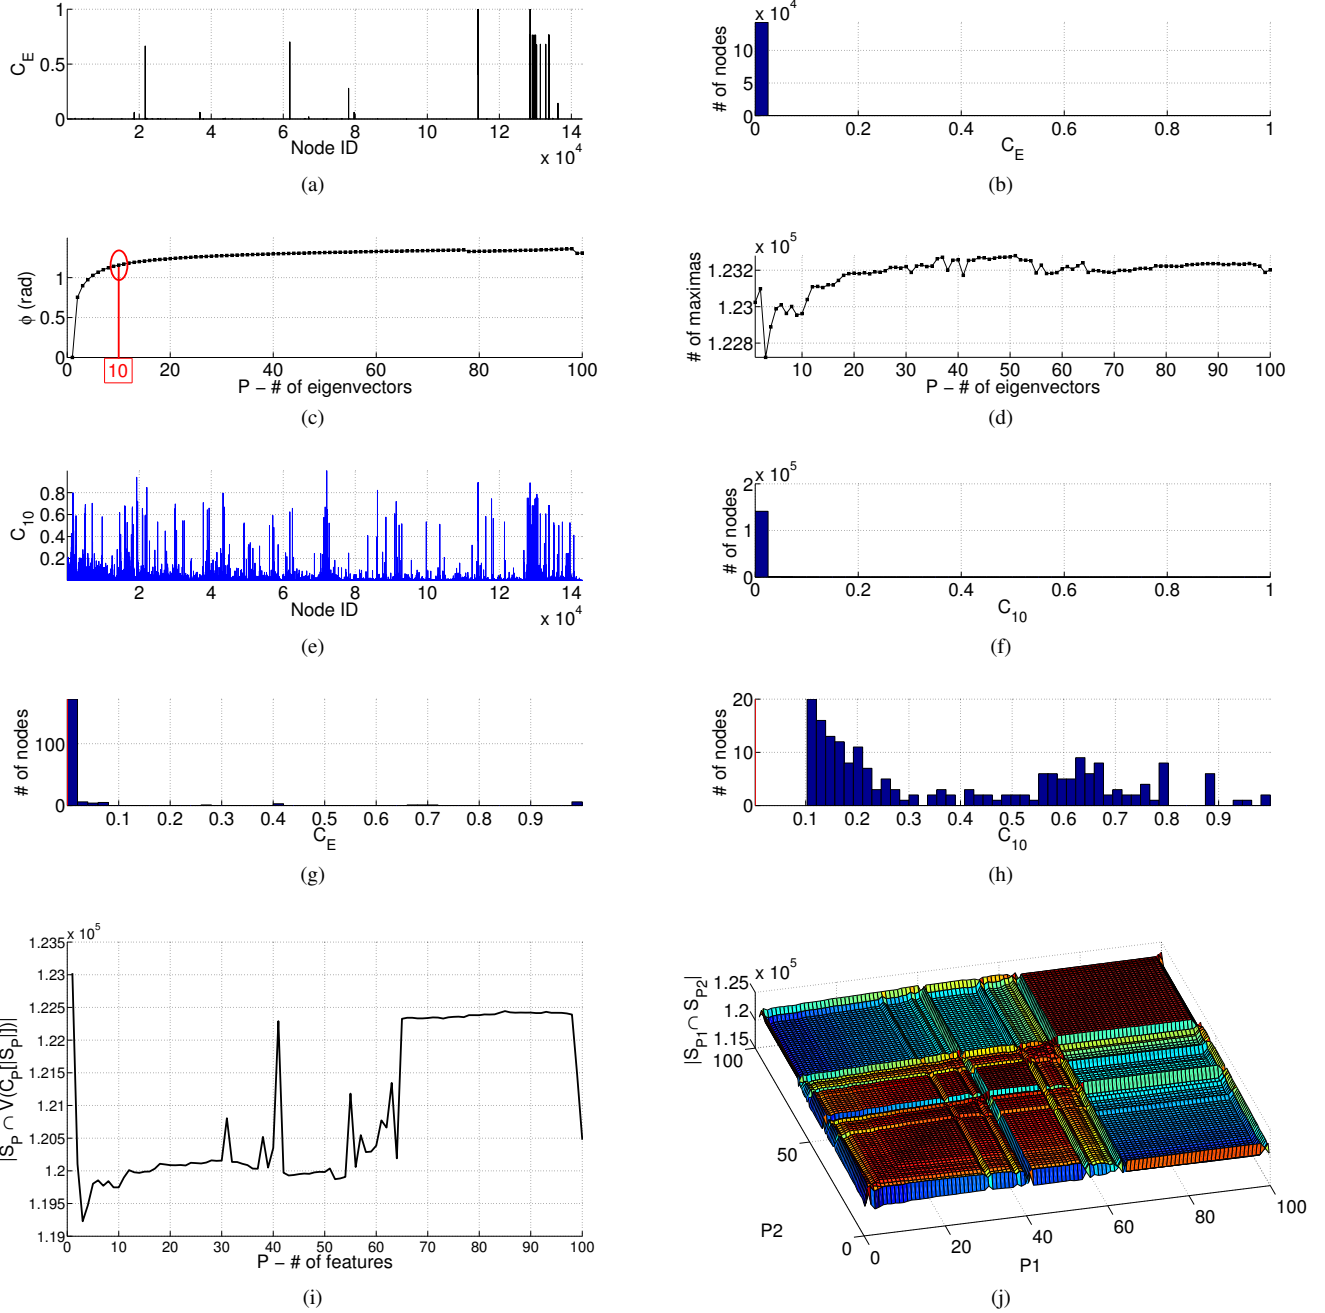 1
0.5
0
C_E
2 4 6 8 10 12 14
Node ID
x 10^4
(a)
x 10^4
10
5
0
# of nodes
0 0.2 0.4 0.6 0.8 1
C_E
(b)
1
0.5
0
ϕ (rad)
0 20 40 60 80 100
10
P − # of eigenvectors
(c)
x 10^5
1.232
1.23
1.228
# of maximas
10 20 30 40 50 60 70 80 90 100
P − # of eigenvectors
(d)
0.8
0.6
0.4
0.2
C_10
2 4 6 8 10 12 14
Node ID
x 10^4
(e)
x 10^5
2
1
0
# of nodes
0 0.2 0.4 0.6 0.8 1
C_10
(f)
100
0
# of nodes
0.1 0.2 0.3 0.4 0.5 0.6 0.7 0.8 0.9
C_E
(g)
20
10
0
# of nodes
0.1 0.2 0.3 0.4 0.5 0.6 0.7 0.8 0.9
C_10
(h)
x 10^5
1.235
1.23
1.225
1.22
1.215
1.21
1.205
1.2
1.195
1.19
|S_P ∩ V(C_P[|S_P|])|
0 10 20 30 40 50 60 70 80 90 100
P − # of features
(i)
x 10^5
1.25
1.2
1.15
|S_P1 ∩ S_P2|
100
50
0
P2
0 20 40 60 80 100
P1
(j)